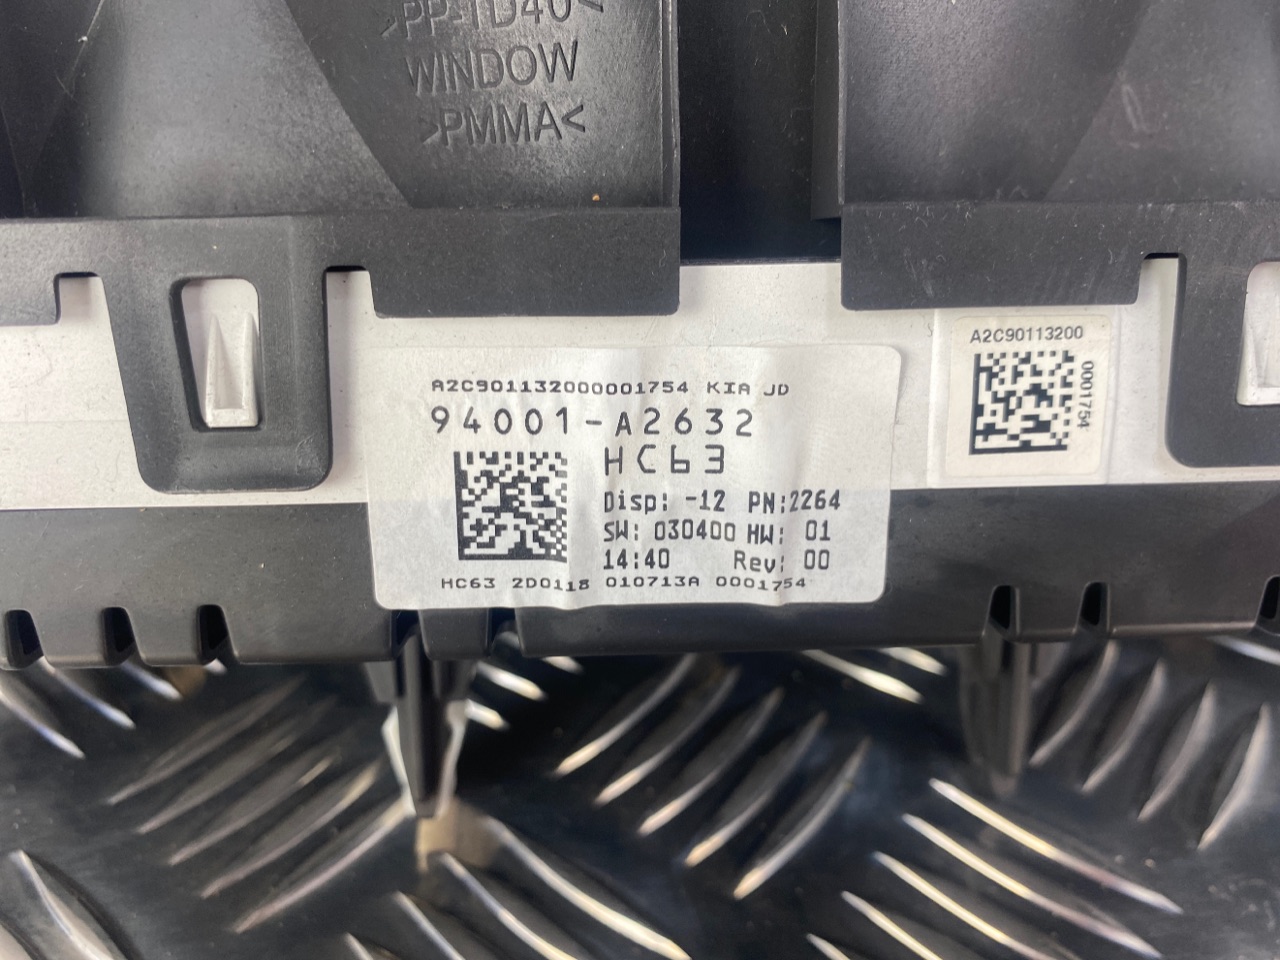 >PP-TD40<
WINDOW
>PMMA<
A2C90113200
0001754
A2C901132000001754 KIA JD
94001-A2632
HC63
Disp: -12 PN:2264
SW: 030400 HW: 01
14:40 Rev: 00
HC63 2D0118 010713A 0001754